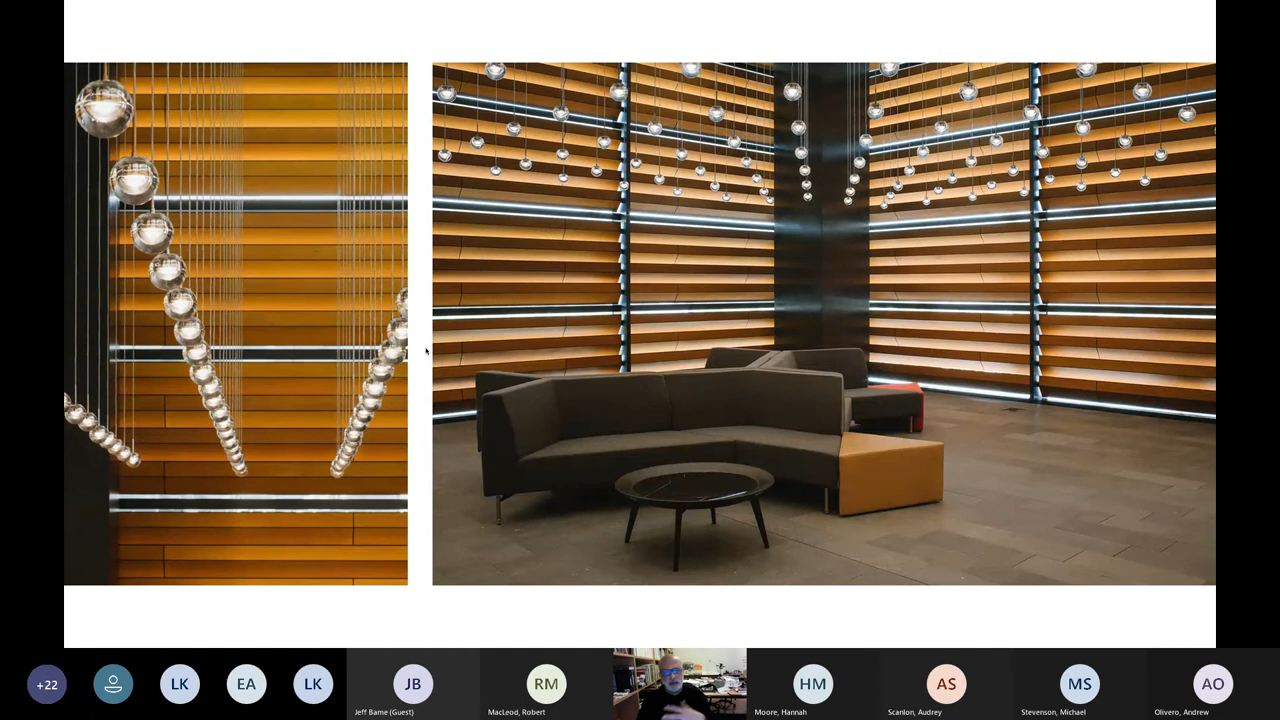 +22
LK
EA
LK
JB
RM
HM
AS
MS
AO
Jeff Bame (Guest)
MacLeod, Robert
Moore, Hannah
Scanlon, Audrey
Stevenson, Michael
Olivero, Andrew